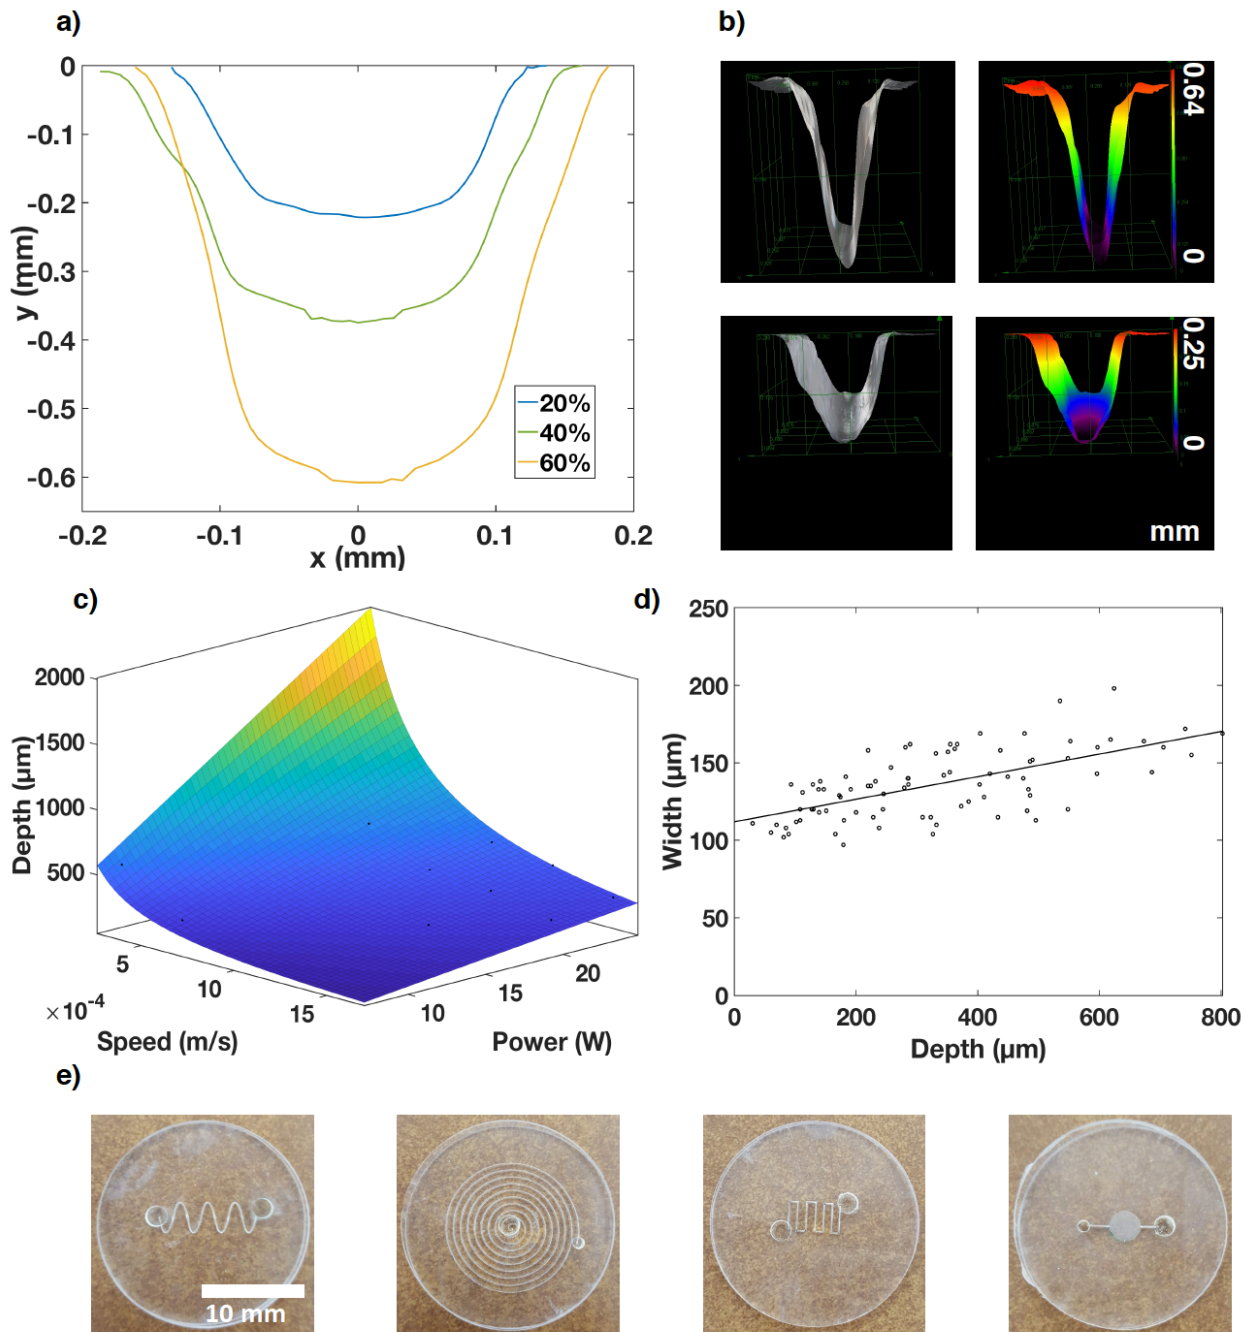 a)
b)
0
-0.1
-0.2
-0.3
-0.4
-0.5
-0.6
y (mm)
-0.2
-0.1
0
0.1
0.2
x (mm)
20%
40%
60%
0.64
0
0.25
0
mm
c)
d)
2000
1500
1000
500
Depth (µm)
5
10
15
×10⁻⁴
Speed (m/s)
10
15
20
Power (W)
250
200
150
100
50
0
Width (µm)
0
200
400
600
800
Depth (µm)
e)
10 mm